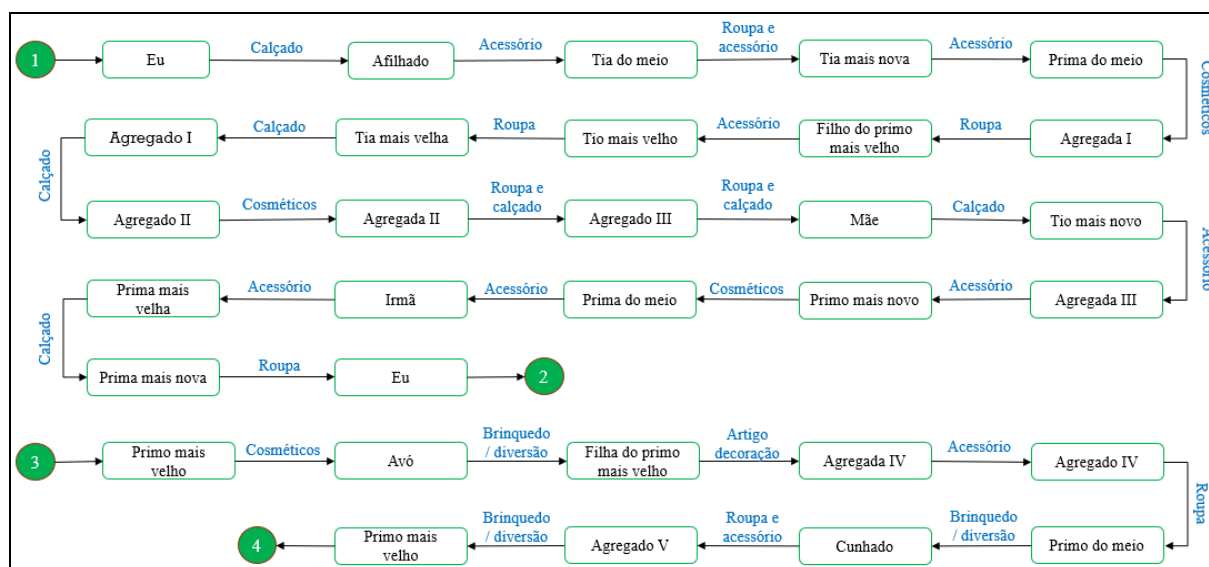 1
Eu
Calçado
Afilhado
Acessório
Tia do meio
Roupa e
acessório
Tia mais nova
Acessório
Prima do meio
Cosméticos
Agregada I
Roupa
Filho do primo
mais velho
Acessório
Tio mais velho
Roupa
Tia mais velha
Calçado
Agregado I
Calçado
Agregado II
Cosméticos
Agregada II
Roupa e
calçado
Agregado III
Roupa e
calçado
Mãe
Calçado
Tio mais novo
Acessório
Agregada III
Acessório
Primo mais novo
Cosméticos
Prima do meio
Acessório
Irmã
Acessório
Prima mais
velha
Calçado
Prima mais nova
Roupa
Eu
2
3
Primo mais
velho
Cosméticos
Avó
Brinquedo
/ diversão
Filha do primo
mais velho
Artigo
decoração
Agregada IV
Acessório
Agregado IV
Roupa
Primo do meio
Brinquedo
/ diversão
Cunhado
Roupa e
acessório
Agregado V
Brinquedo
/ diversão
Primo mais
velho
4